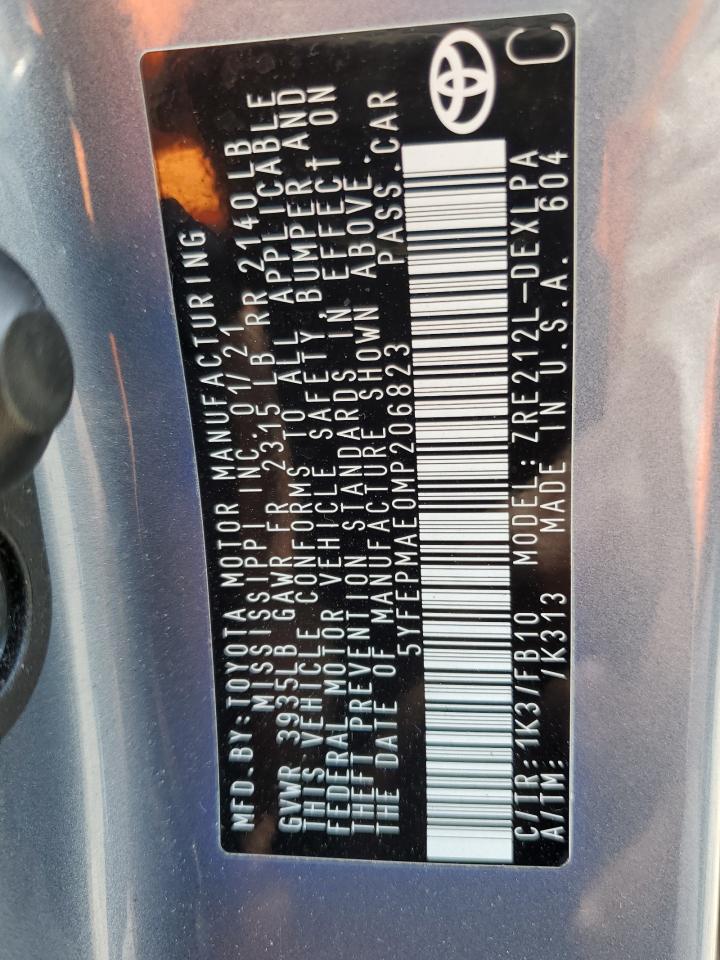 MFD.BY:TOYOTA MOTOR MANUFACTURING
MISSISSIPPI INC. 01/21
GVWR 3935LB GAWR FR 2315 LB RR 2140LB
THIS VEHICLE CONFORMS TO ALL APPLICABLE
FEDERAL MOTOR VEHICLE SAFETY, BUMPER, AND
THEFT PREVENTION STANDARDS IN EFFECT ON
THE DATE OF MANUFACTURE SHOWN ABOVE.
5YFEPMAE0MP206823 PASS.CAR
C/TR:1K3/FB10 MODEL:ZRE212L-DEXLPA
A/TM: /K313 MADE IN U.S.A. 604
C